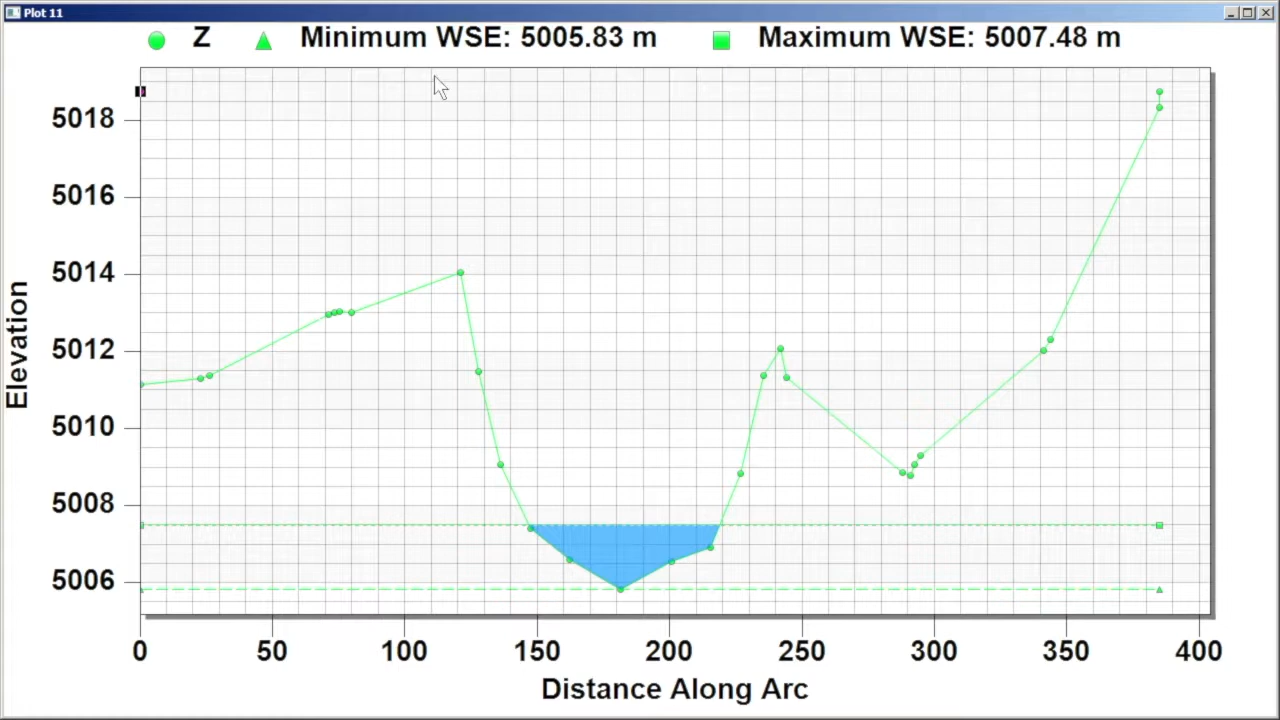 Plot 11
Z Minimum WSE: 5005.83 m Maximum WSE: 5007.48 m
5018
5016
5014
5012
5010
5008
5006
Elevation
0 50 100 150 200 250 300 350 400
Distance Along Arc